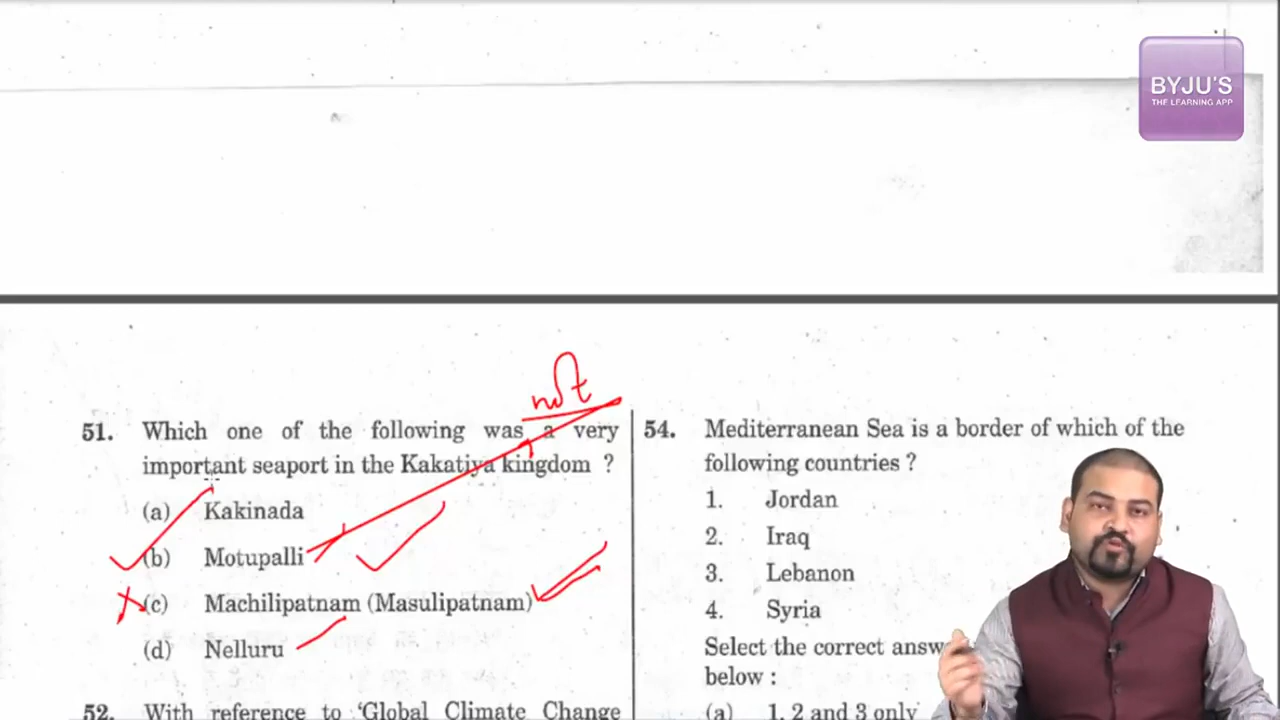 BYJU'S
THE LEARNING APP
not
51. Which one of the following was a very
important seaport in the Kakatiya kingdom ?
(a) Kakinada
(b) Motupalli
(c) Machilipatnam (Masulipatnam)
(d) Nelluru
52. With reference to 'Global Climate Change
54. Mediterranean Sea is a border of which of the
following countries ?
1. Jordan
2. Iraq
3. Lebanon
4. Syria
Select the correct answ
below :
(a) 1, 2 and 3 only